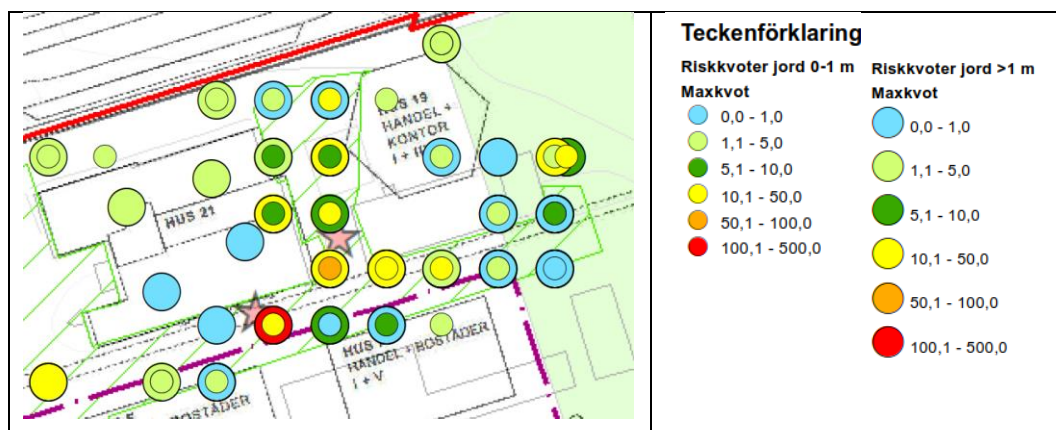 HUS 19
HANDEL +
KONTOR
HUS 21
HANDEL + BOSTÄDER
I + V
BOSTÄDER
Teckenförklaring
Riskkvoter jord 0-1 m
Maxkvot
0,0 - 1,0
1,1 - 5,0
5,1 - 10,0
10,1 - 50,0
50,1 - 100,0
100,1 - 500,0
Riskkvoter jord >1 m
Maxkvot
0,0 - 1,0
1,1 - 5,0
5,1 - 10,0
10,1 - 50,0
50,1 - 100,0
100,1 - 500,0